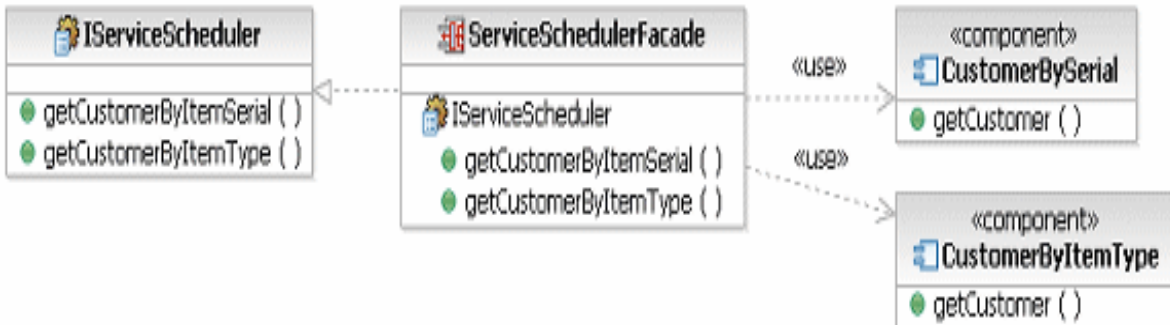 IServiceScheduler
getCustomerByItemSerial ( )
getCustomerByItemType ( )
ServiceSchedulerFacade
IServiceScheduler
getCustomerByItemSerial ( )
getCustomerByItemType ( )
«use»
«use»
«component»
CustomerBySerial
getCustomer ( )
«component»
CustomerByItemType
getCustomer ( )